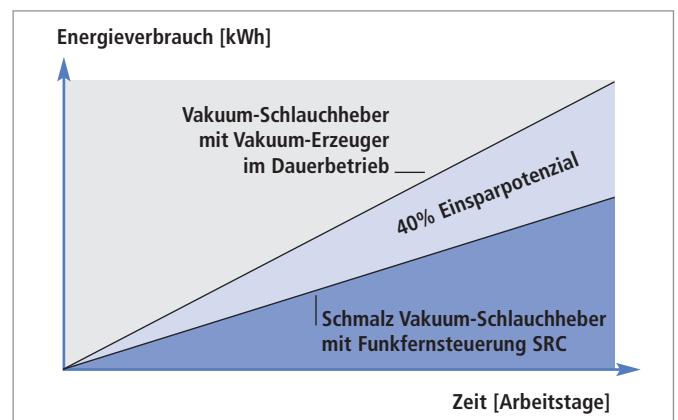 Energieverbrauch [kWh]
Vakuum-Schlauchheber
mit Vakuum-Erzeuger
im Dauerbetrieb
40% Einsparpotenzial
Schmalz Vakuum-Schlauchheber
mit Funkfernsteuerung SRC
Zeit [Arbeitstage]